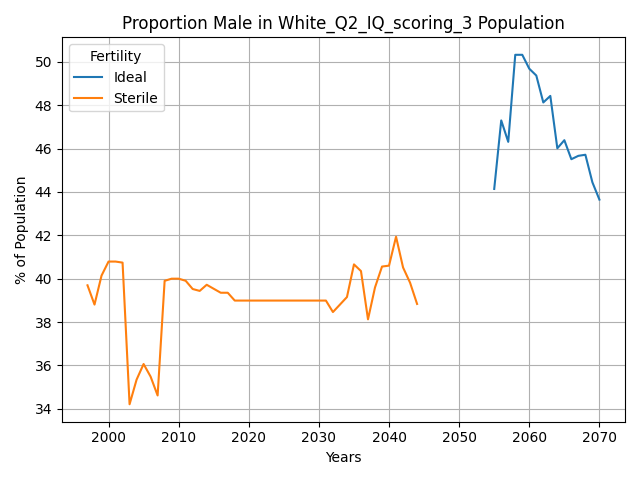 Proportion Male in White_Q2_IQ_scoring_3 Population
Fertility
Ideal
Sterile
% of Population
50
48
46
44
42
40
38
36
34
2000 2010 2020 2030 2040 2050 2060 2070
Years